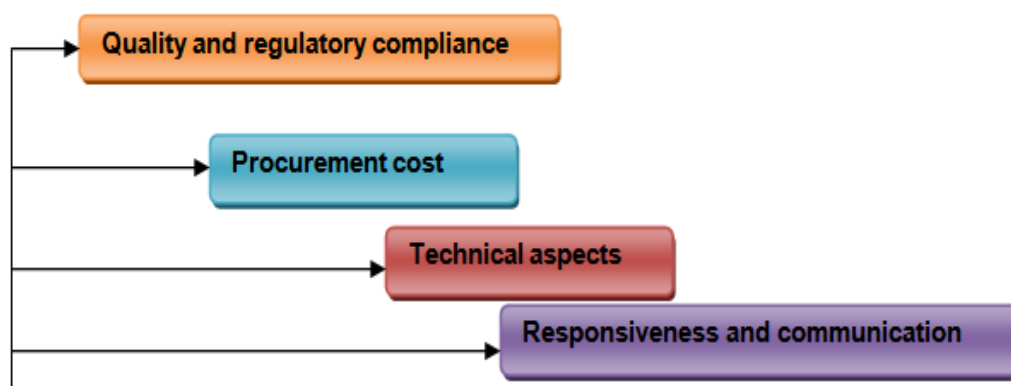 Quality and regulatory compliance
Procurement cost
Technical aspects
Responsiveness and communication